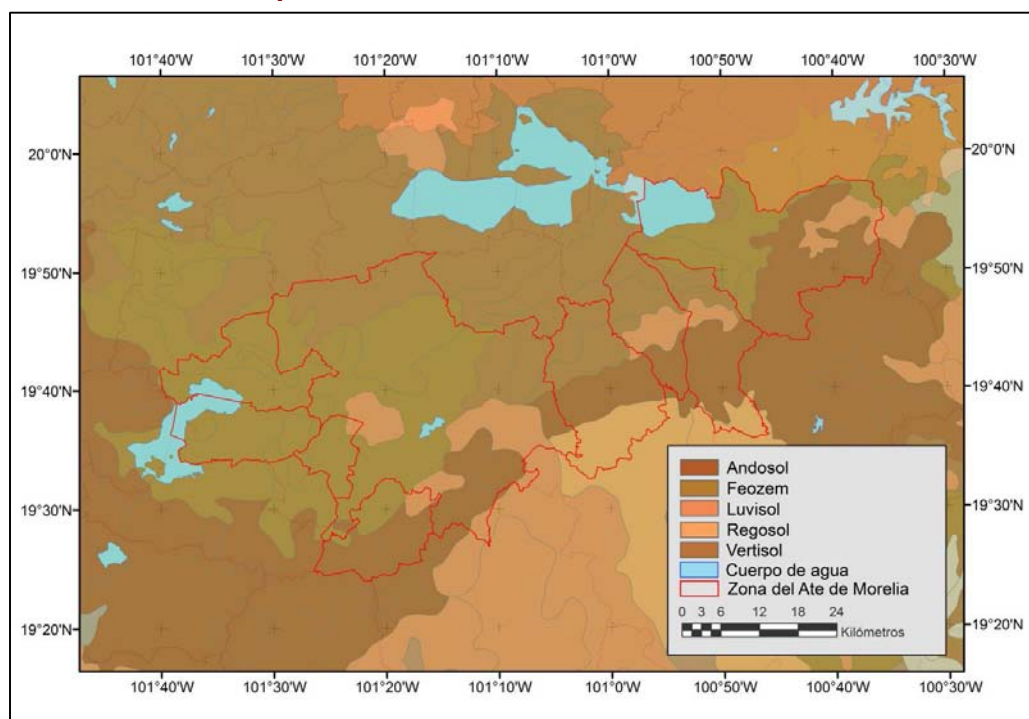 101°40'W 101°30'W 101°20'W 101°10'W 101°0'W 100°50'W 100°40'W 100°30'W
20°0'N 20°0'N
19°50'N 19°50'N
19°40'N 19°40'N
19°30'N 19°30'N
19°20'N 19°20'N
Andosol
Feozem
Luvisol
Regosol
Vertisol
Cuerpo de agua
Zona del Ate de Morelia
0 3 6 12 18 24
Kilómetros
101°40'W 101°30'W 101°20'W 101°10'W 101°0'W 100°50'W 100°40'W 100°30'W